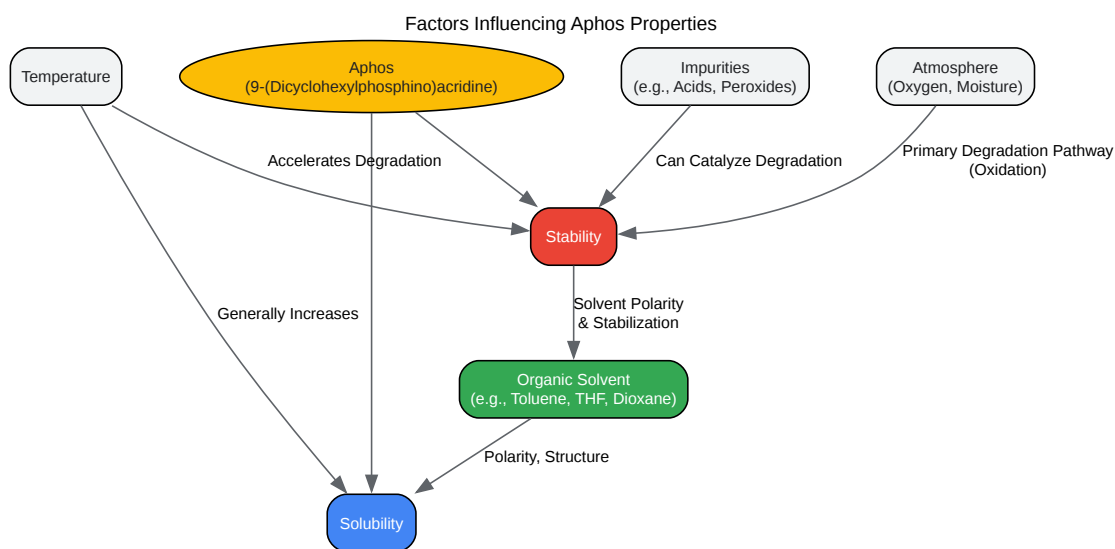 Factors Influencing Aphos Properties
Temperature
Aphos
(9-(Dicyclohexylphosphino)acridine)
Impurities
(e.g., Acids, Peroxides)
Atmosphere
(Oxygen, Moisture)
Accelerates Degradation
Can Catalyze Degradation
Primary Degradation Pathway
(Oxidation)
Stability
Generally Increases
Solvent Polarity
& Stabilization
Organic Solvent
(e.g., Toluene, THF, Dioxane)
Polarity, Structure
Solubility